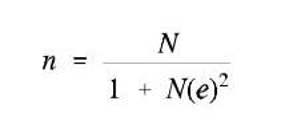 n = N / 1 + N(e)²